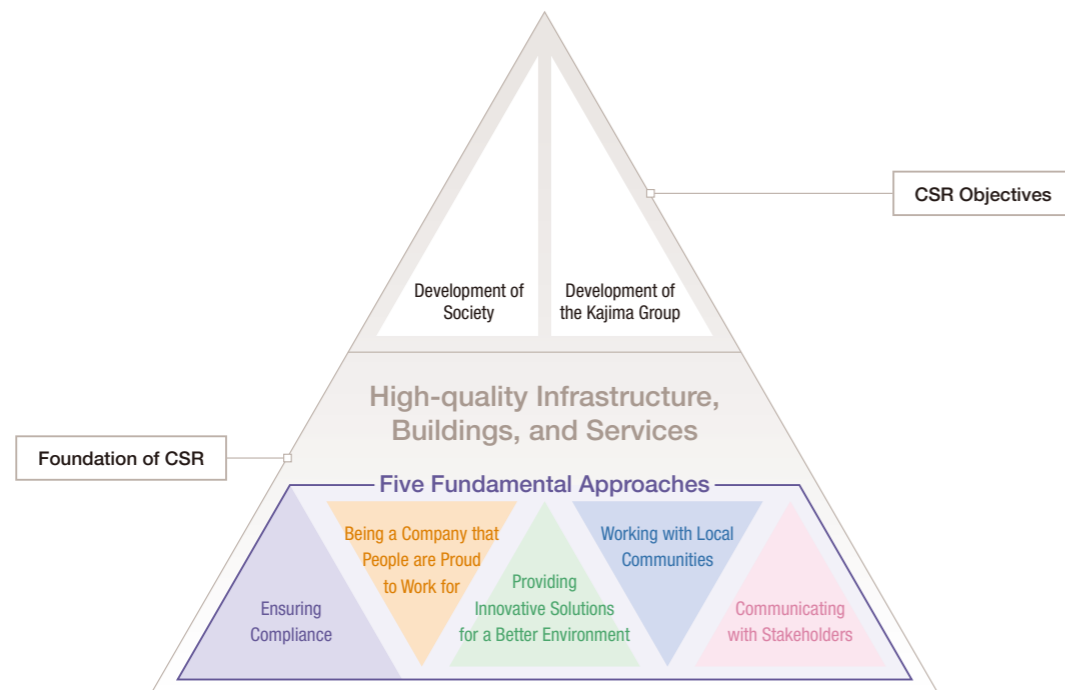 CSR Objectives
Development of
Society
Development of
the Kajima Group
High-quality Infrastructure,
Buildings, and Services
Foundation of CSR
Five Fundamental Approaches
Ensuring
Compliance
Being a Company that
People are Proud
to Work for
Providing
Innovative Solutions
for a Better Environment
Working with Local
Communities
Communicating
with Stakeholders